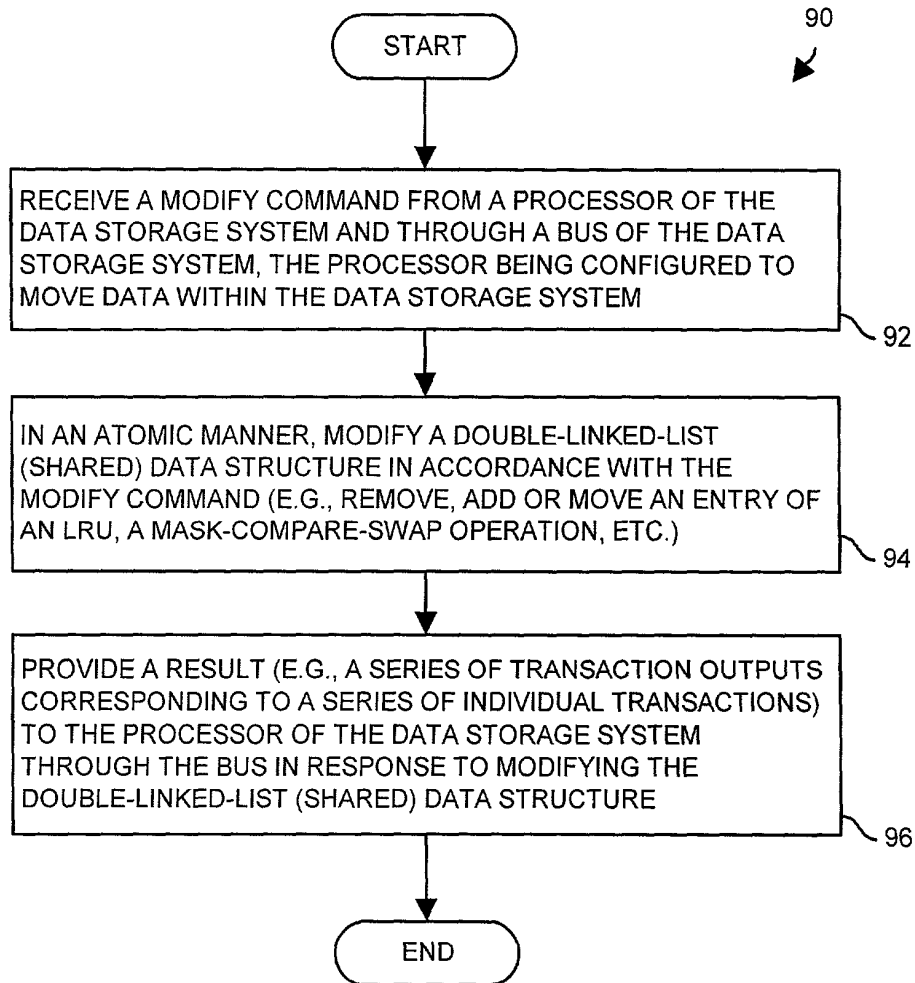 90
START
RECEIVE A MODIFY COMMAND FROM A PROCESSOR OF THE
DATA STORAGE SYSTEM AND THROUGH A BUS OF THE DATA
STORAGE SYSTEM, THE PROCESSOR BEING CONFIGURED TO
MOVE DATA WITHIN THE DATA STORAGE SYSTEM
92
IN AN ATOMIC MANNER, MODIFY A DOUBLE-LINKED-LIST
(SHARED) DATA STRUCTURE IN ACCORDANCE WITH THE
MODIFY COMMAND (E.G., REMOVE, ADD OR MOVE AN ENTRY OF
AN LRU, A MASK-COMPARE-SWAP OPERATION, ETC.)
94
PROVIDE A RESULT (E.G., A SERIES OF TRANSACTION OUTPUTS
CORRESPONDING TO A SERIES OF INDIVIDUAL TRANSACTIONS)
TO THE PROCESSOR OF THE DATA STORAGE SYSTEM
THROUGH THE BUS IN RESPONSE TO MODIFYING THE
DOUBLE-LINKED-LIST (SHARED) DATA STRUCTURE
96
END